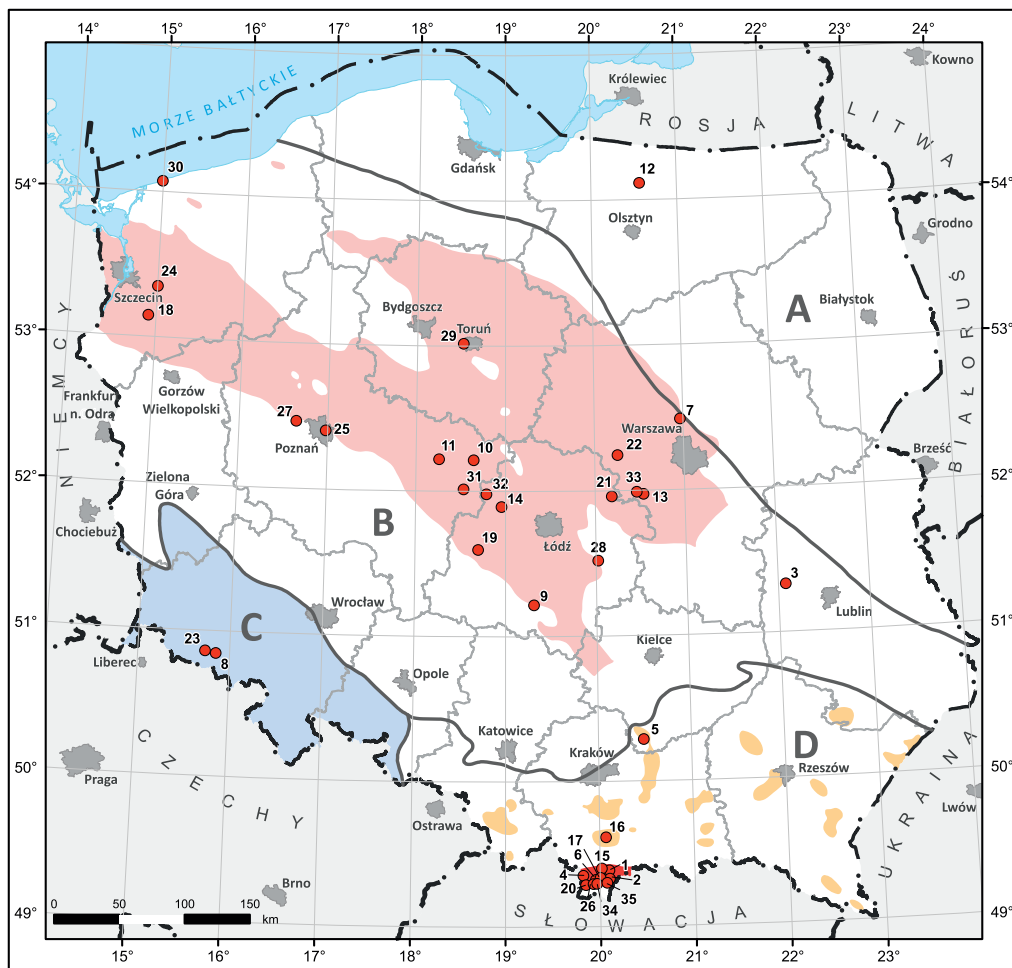 14° 15° 16° 17° 18° 19° 20° 21° 22° 23° 24°
Kowno
Królewiec
MORZE BAŁTYCKIE
ROSJA
LITWA
Gdańsk
30
12
54°
54°
Olsztyn
Grodno
24
Szczecin
18
Bydgoszcz
Toruń
29
A
Białystok
53°
53°
NIEMCY
BIAŁORUŚ
Frankfurt
n. Odrą
Gorzów
Wielkopolski
27
25
Poznań
7
Warszawa
22
11
10
Brześć
52°
52°
Zielona
Góra
31
32
14
21
33
13
Chociebuż
B
Łódź
19
28
3
9
Lublin
Wrocław
C
51°
51°
Kielce
23
8
Liberec
Opole
5
Katowice
Kraków
D
Rzeszów
50°
50°
CZECHY
Praga
UKRAINA
Lwów
Ostrawa
16
17
6
15
1
4
2
20
26
34
35
Brno
SŁOWACJA
49°
49°
0 50 100 150
km
15° 16° 17° 18° 19° 20° 21° 22° 23°